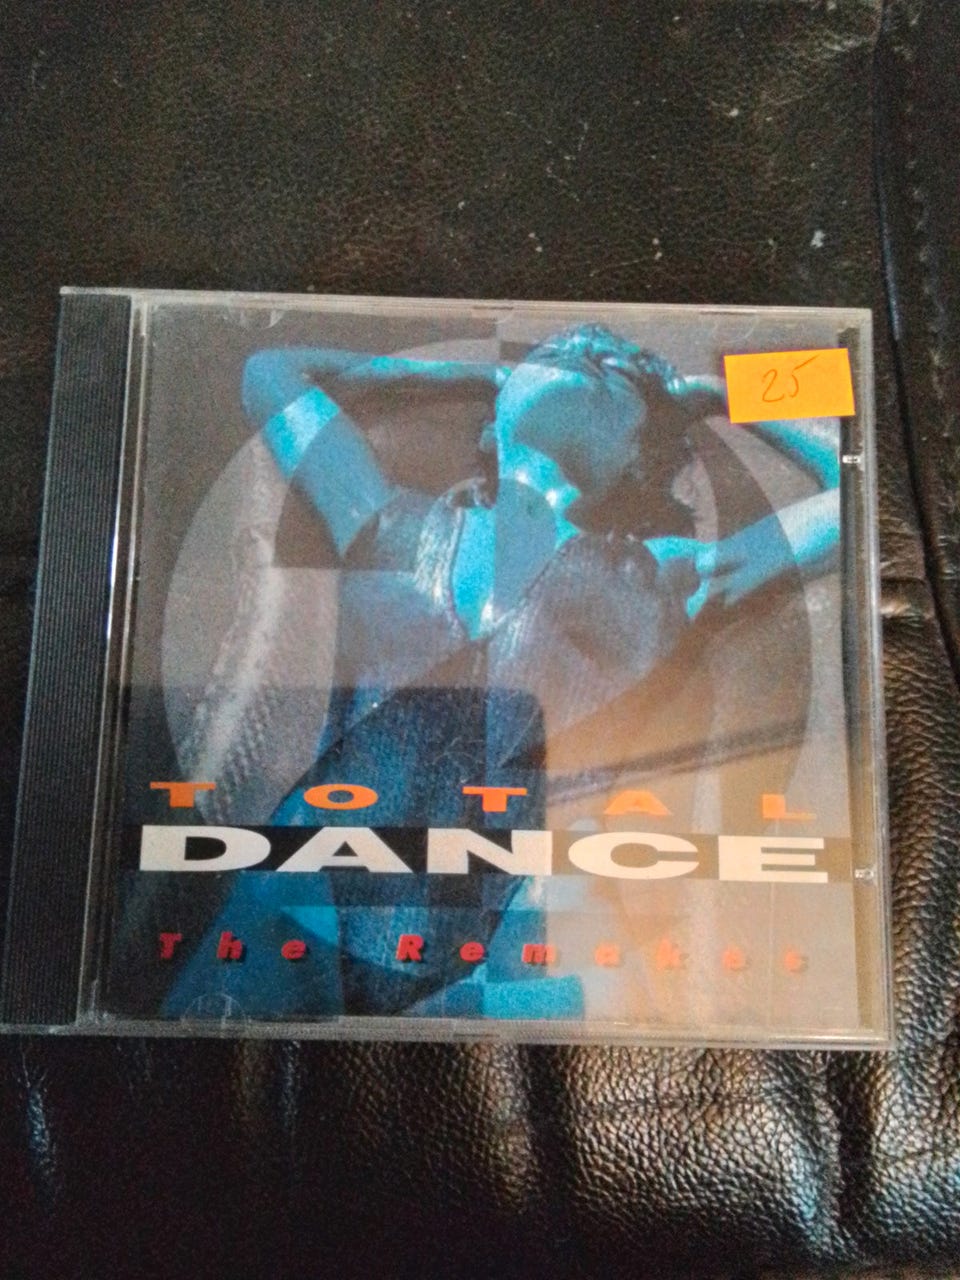 25
TOTAL
DANCE
The Remakes